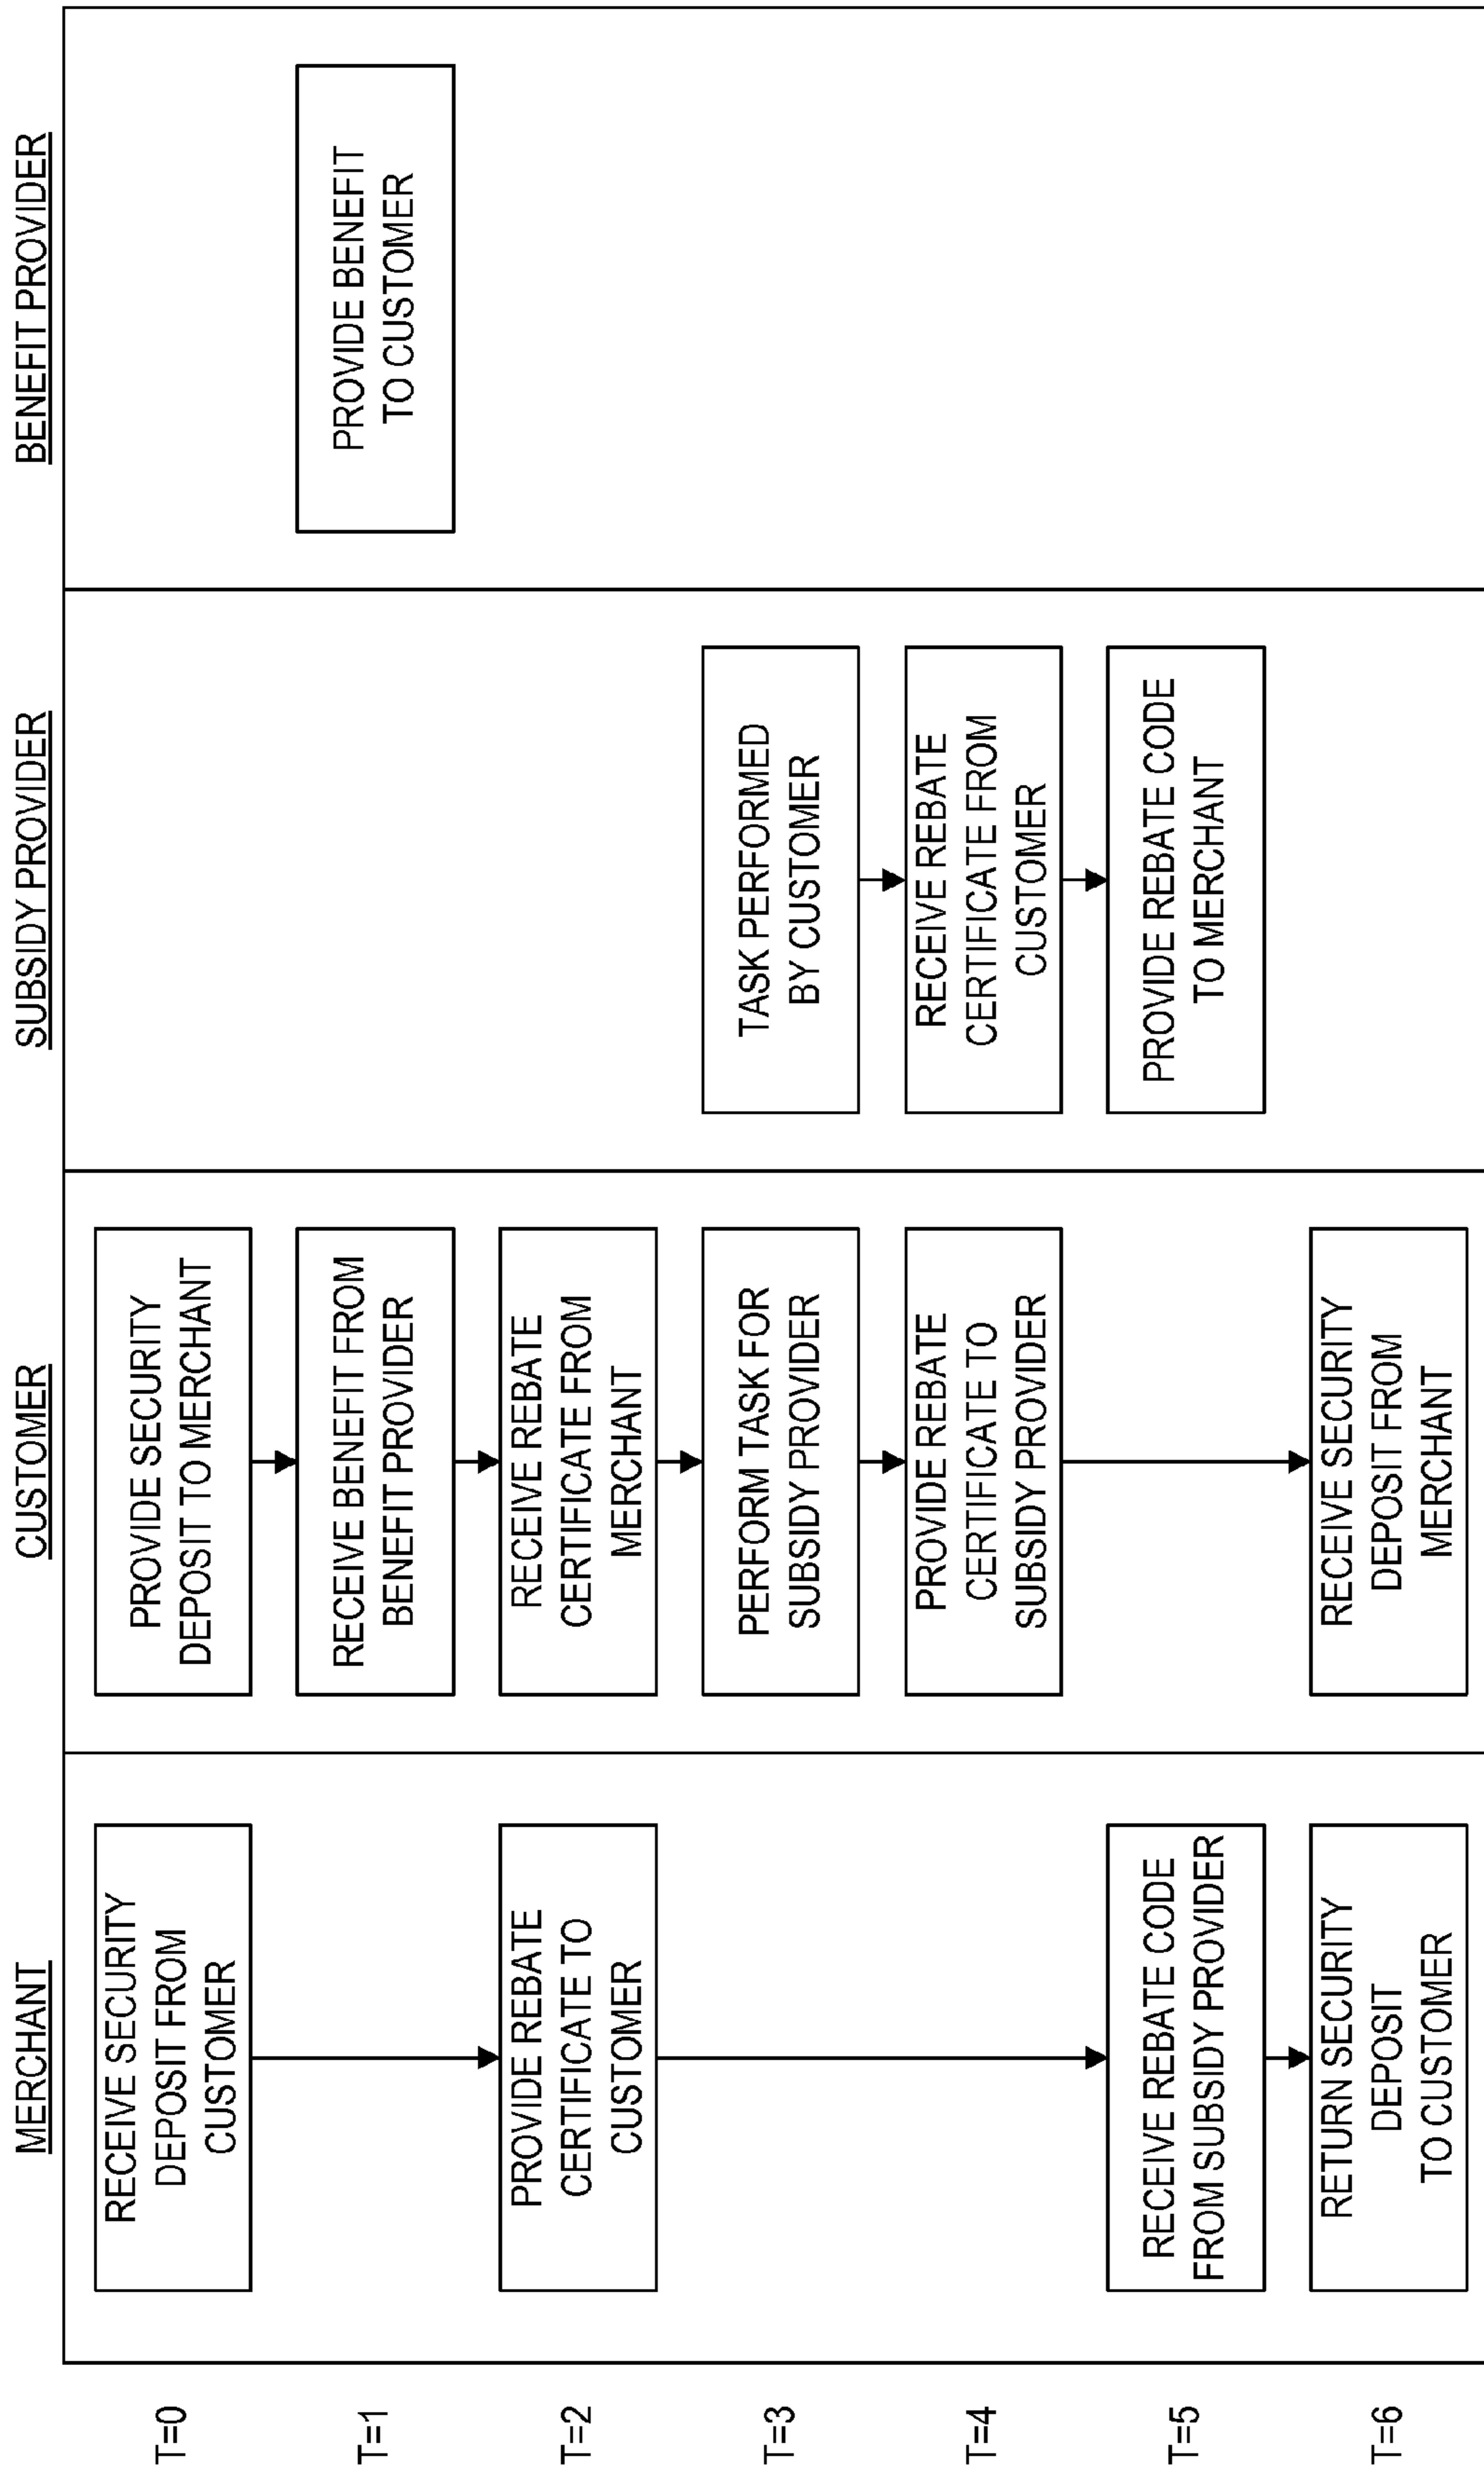 MERCHANT
CUSTOMER
SUBSIDY PROVIDER
BENEFIT PROVIDER
T=0
RECEIVE SECURITY
DEPOSIT FROM
CUSTOMER
PROVIDE SECURITY
DEPOSIT TO MERCHANT
T=1
RECEIVE BENEFIT FROM
BENEFIT PROVIDER
PROVIDE BENEFIT
TO CUSTOMER
T=2
PROVIDE REBATE
CERTIFICATE TO
CUSTOMER
RECEIVE REBATE
CERTIFICATE FROM
MERCHANT
T=3
PERFORM TASK FOR
SUBSIDY PROVIDER
TASK PERFORMED
BY CUSTOMER
T=4
PROVIDE REBATE
CERTIFICATE TO
SUBSIDY PROVIDER
RECEIVE REBATE
CERTIFICATE FROM
CUSTOMER
T=5
RECEIVE REBATE CODE
FROM SUBSIDY PROVIDER
PROVIDE REBATE CODE
TO MERCHANT
T=6
RETURN SECURITY
DEPOSIT
TO CUSTOMER
RECEIVE SECURITY
DEPOSIT FROM
MERCHANT